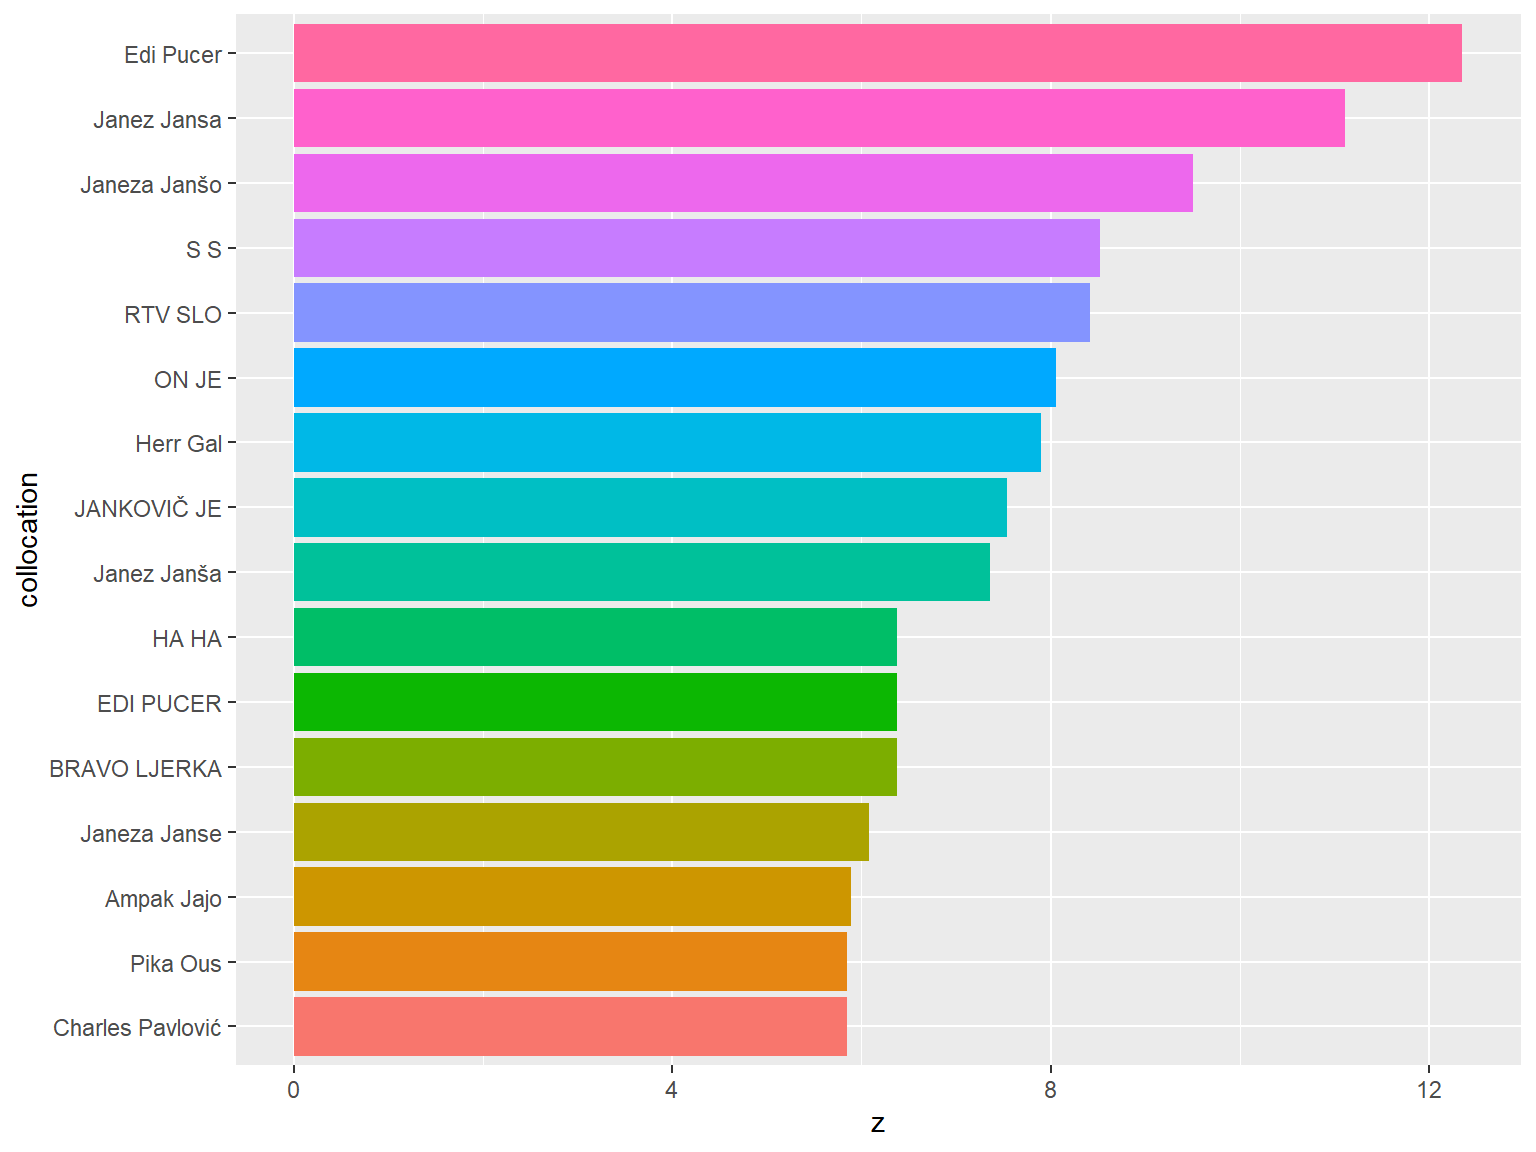 Edi Pucer
Janez Jansa
Janeza Janšo
S S
RTV SLO
ON JE
Herr Gal
JANKOVIČ JE
Janez Janša
HA HA
EDI PUCER
BRAVO LJERKA
Janeza Janse
Ampak Jajo
Pika Ous
Charles Pavlović
collocation
0 4 8 12
z